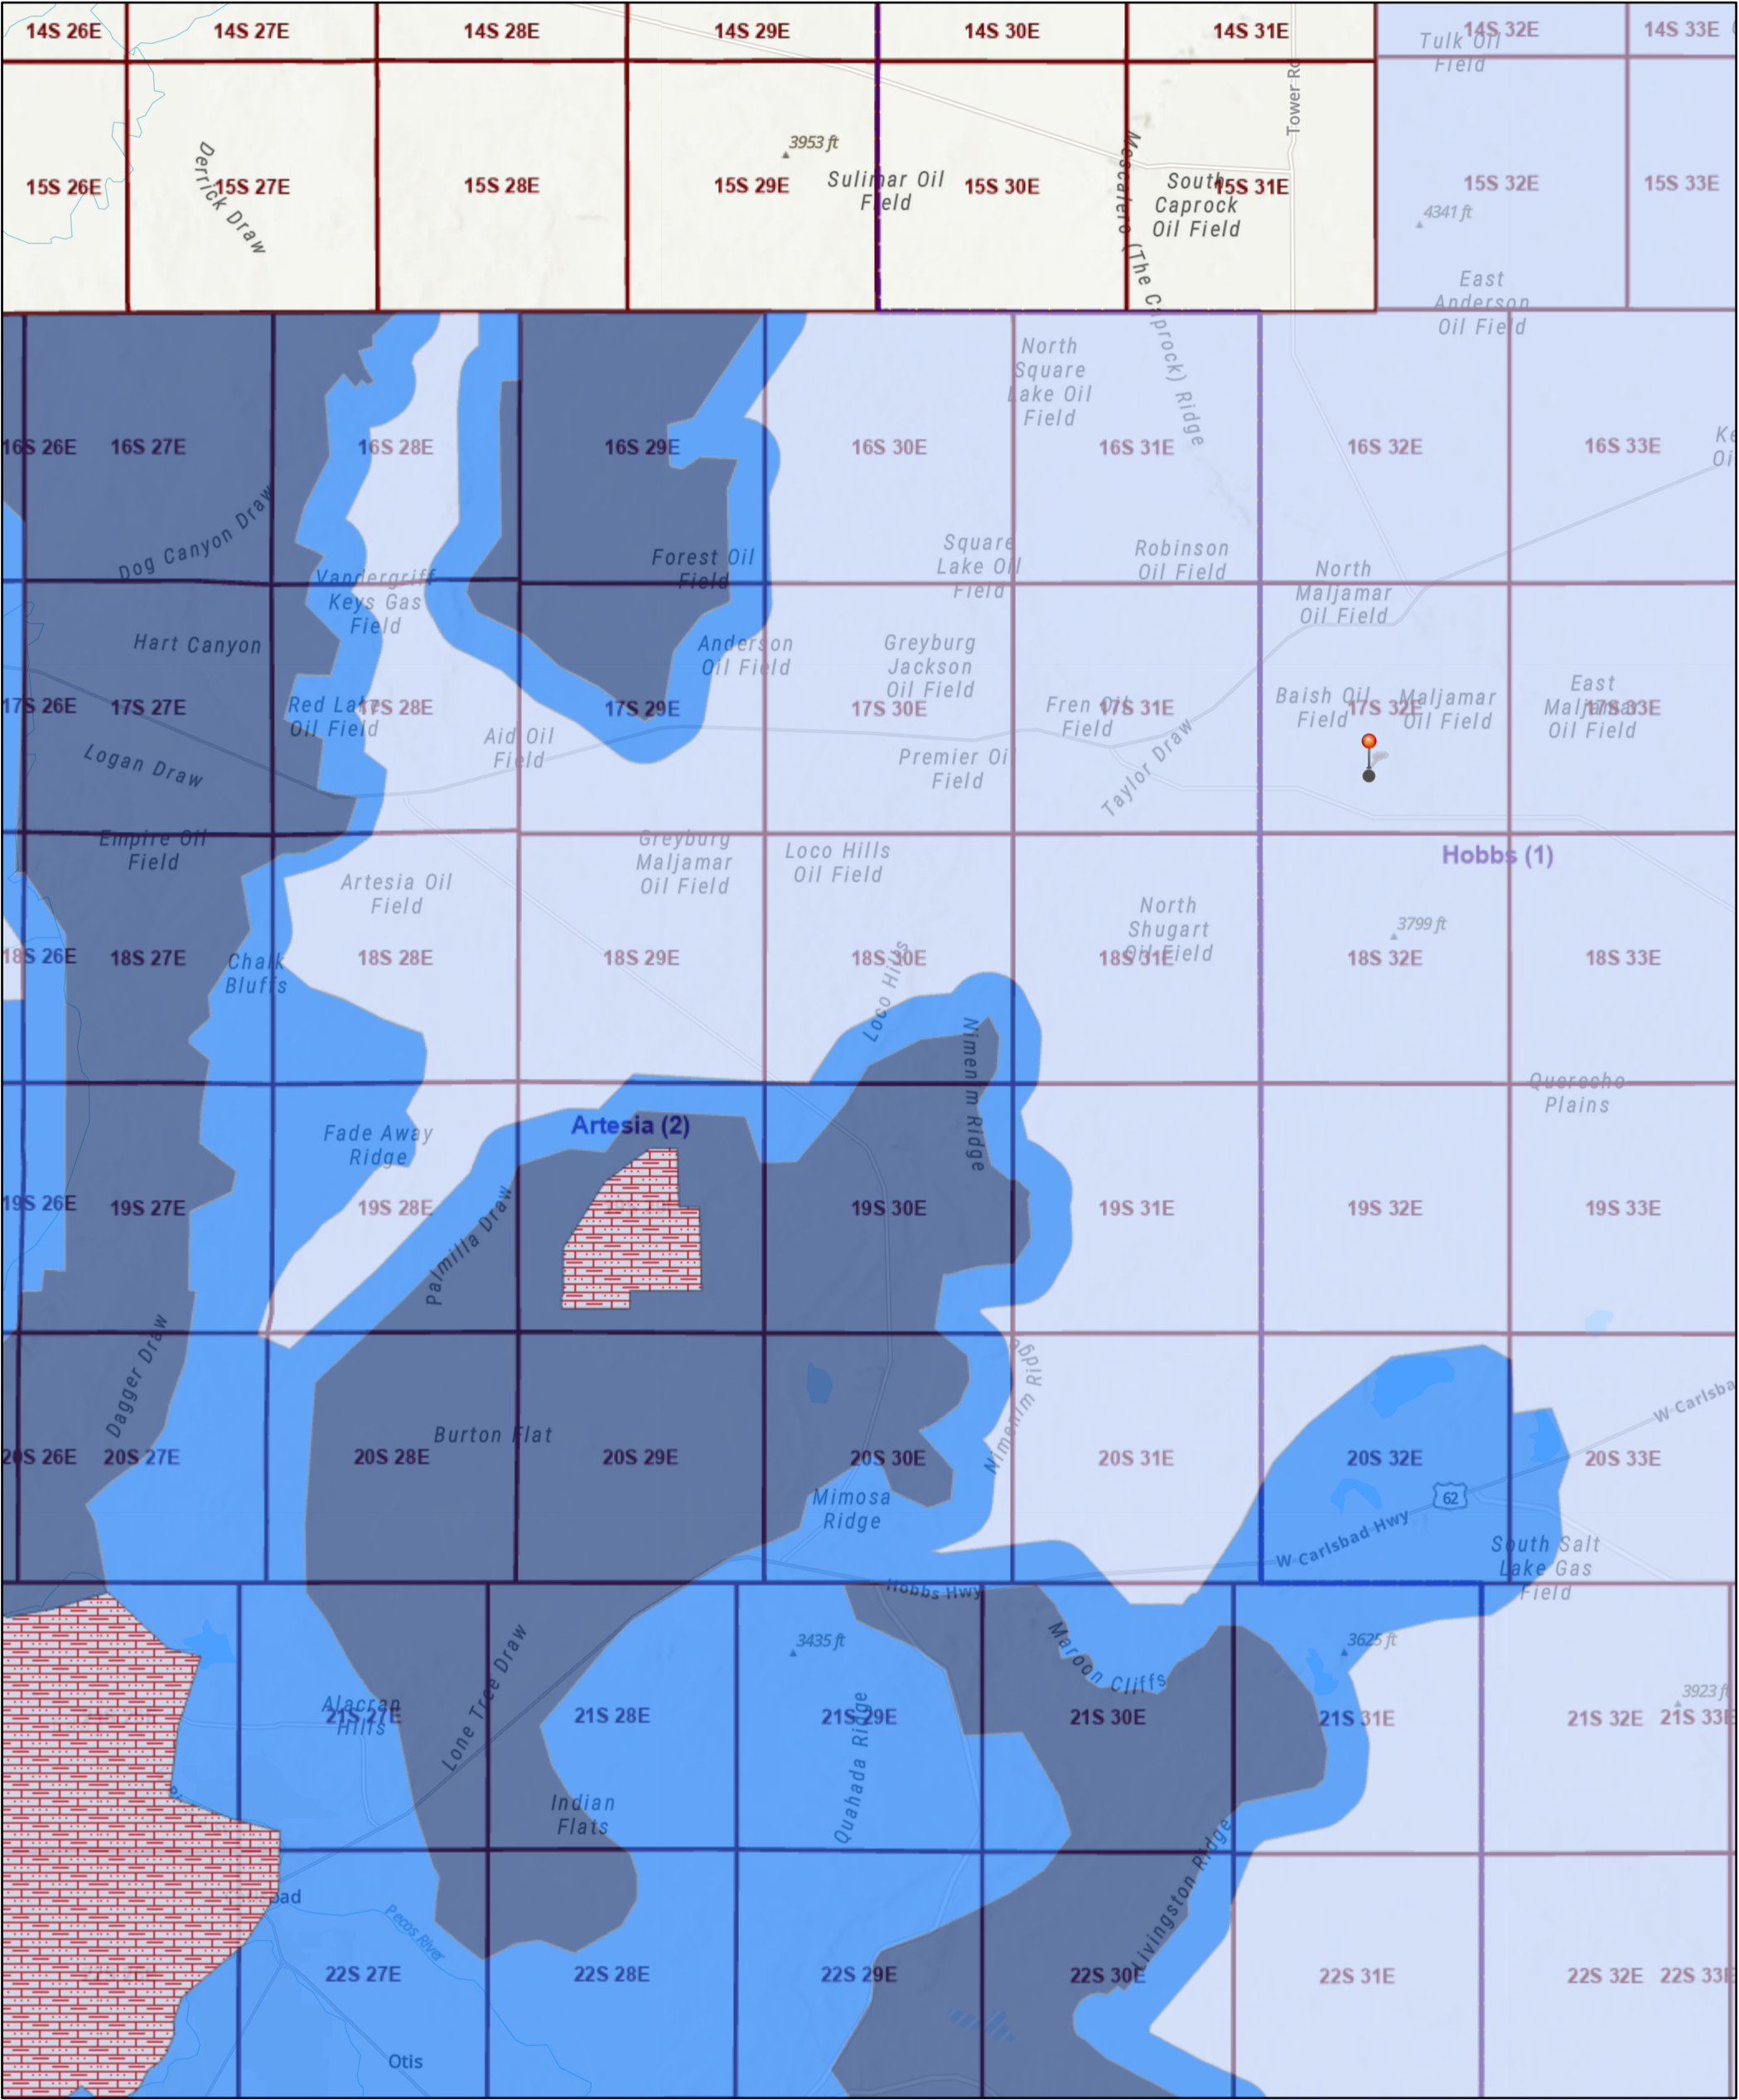 14S 26E
14S 27E
14S 28E
14S 29E
14S 30E
14S 31E
14S 32E
14S 33E
Tulk Oil
Field
Tower Rd
3953 ft
Derrick Draw
15S 26E
15S 27E
15S 28E
15S 29E
Sulimar Oil
Field
15S 30E
South
Caprock
Oil Field
15S 31E
15S 32E
15S 33E
4341 ft
Mescalero (The Caprock) Ridge
East
Anderson
Oil Field
North
Square
Lake Oil
Field
16S 26E
16S 27E
16S 28E
16S 29E
16S 30E
16S 31E
16S 32E
16S 33E
Dog Canyon Draw
Forest Oil
Field
Square
Lake Oil
Field
Robinson
Oil Field
North
Maljamar
Oil Field
Vandergriff
Keys Gas
Field
Hart Canyon
Anderson
Oil Field
Greyburg
Jackson
Oil Field
17S 26E
17S 27E
Red Lake
Oil Field
17S 28E
17S 29E
17S 30E
Fren Oil
Field
17S 31E
Baish Oil
Field
17S 32E
Maljamar
Oil Field
East
Maljamar
Oil Field
17S 33E
Logan Draw
Aid Oil
Field
Premier Oil
Field
Taylor Draw
Empire Oil
Field
Greyburg
Maljamar
Oil Field
Loco Hills
Oil Field
Hobbs (1)
Artesia Oil
Field
North
Shugart
Oil Field
3799 ft
18S 26E
18S 27E
Chalk
Bluffs
18S 28E
18S 29E
18S 30E
18S 31E
18S 32E
18S 33E
Loco Hills
Nimenim Ridge
Querecho
Plains
Artesia (2)
Fade Away
Ridge
19S 26E
19S 27E
19S 28E
19S 30E
19S 31E
19S 32E
19S 33E
Palmilla Draw
Dagger Draw
Nimenim Ridge
W Carlsba
Burton Flat
20S 26E
20S 27E
20S 28E
20S 29E
20S 30E
20S 31E
20S 32E
20S 33E
62
Mimosa
Ridge
W Carlsbad Hwy
South Salt
Lake Gas
Field
Hobbs Hwy
Lone Tree Draw
3435 ft
Maroon Cliffs
3625 ft
3923 ft
Alacran
Hills
21S 27E
21S 28E
21S 29E
21S 30E
21S 31E
21S 32E
21S 33E
Quahada Ridge
Indian
Flats
Livingston Ridge
bad
Pecos River
22S 27E
22S 28E
22S 29E
22S 30E
22S 31E
22S 32E
22S 33E
Otis